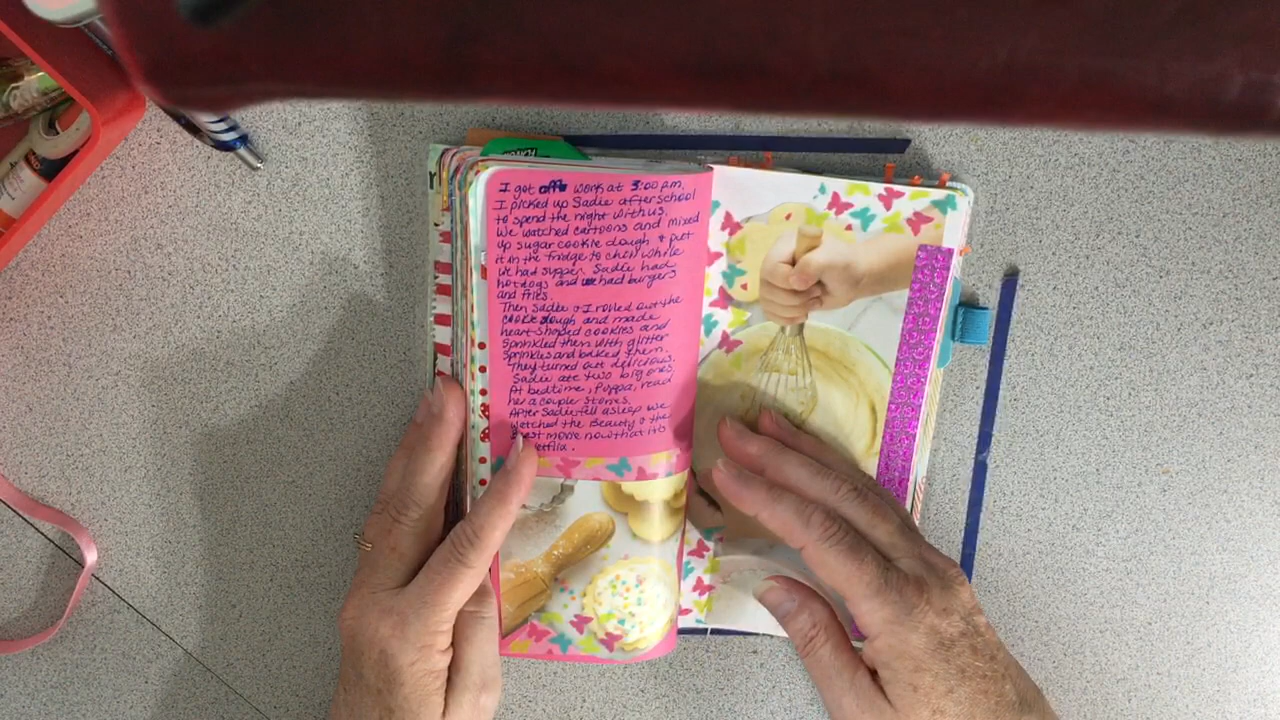 I got off work at 3:00 p.m.
I picked up Sadie after school
to spend the night with us.
We watched cartoons and mixed
up sugar cookie dough & put
it in the fridge to chill while
we had supper. Sadie had
hotdogs and we had burgers
and fries.
Then Sadie & I rolled out the
cookie dough and made
heart shaped cookies and
Sprinkled them with glitter
Sprinkles and baked them.
They turned out delicious.
Sadie ate two big ones.
At bedtime, Poppa, read
her a couple stories.
After Sadie fell asleep we
watched the Beauty & the
Beast movie now that it's
Netflix.